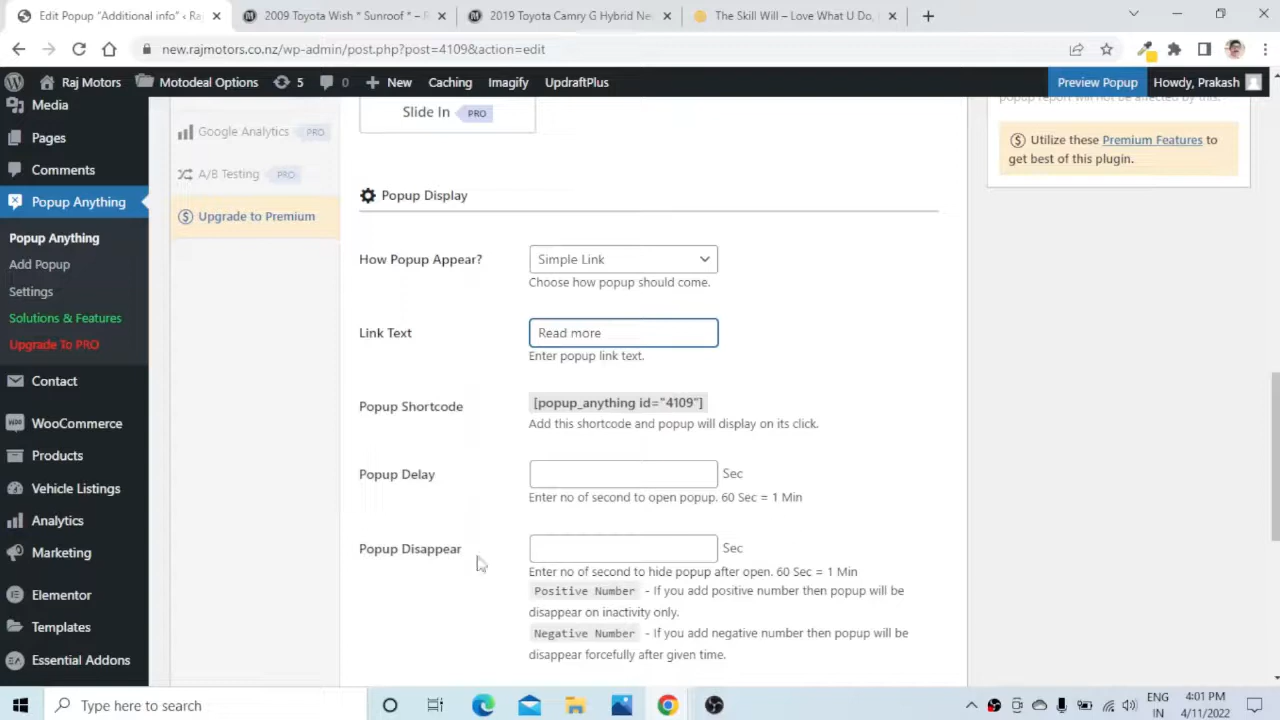 Edit Popup "Additional info" ‹ Raj
2009 Toyota Wish * Sunroof * – R
2019 Toyota Camry G Hybrid Ne
The Skill Will – Love What U Do,
new.rajmotors.co.nz/wp-admin/post.php?post=4109&action=edit
Raj Motors
Motodeal Options
5
0
New
Caching
Imagify
UpdraftPlus
Preview Popup
Howdy, Prakash
Media
Pages
Comments
Popup Anything
Popup Anything
Add Popup
Settings
Solutions & Features
Upgrade To PRO
Contact
WooCommerce
Products
Vehicle Listings
Analytics
Marketing
Elementor
Templates
Essential Addons
Google Analytics PRO
A/B Testing PRO
Upgrade to Premium
Slide In PRO
Popup Display
How Popup Appear?
Simple Link
Choose how popup should come.
Link Text
Read more
Enter popup link text.
Popup Shortcode
[popup_anything id="4109"]
Add this shortcode and popup will display on its click.
Popup Delay
Sec
Enter no of second to open popup. 60 Sec = 1 Min
Popup Disappear
Sec
Enter no of second to hide popup after open. 60 Sec = 1 Min
Positive Number - If you add positive number then popup will be
disappear on inactivity only.
Negative Number - If you add negative number then popup will be
disappear forcefully after given time.
popup report will not be affected by this.
Utilize these Premium Features to
get best of this plugin.
Type here to search
ENG
IN
4:01 PM
4/11/2022